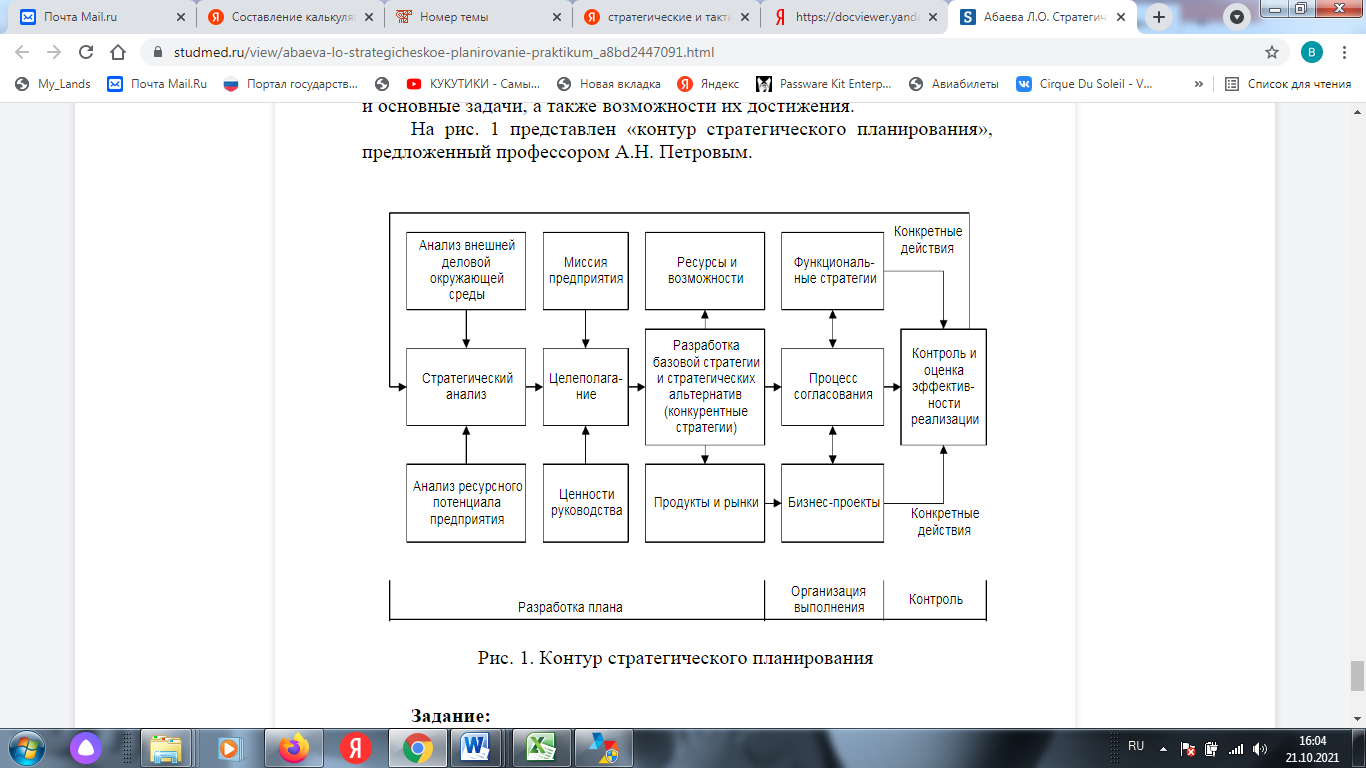 Почта Mail.ru
Составление калькуля
Номер темы
стратегические и такти
https://docviewer.yande
Абаева Л.О. Стратегич
studmed.ru/view/abaeva-lo-strategicheskoe-planirovanie-praktikum_a8bd2447091.html
В
My_Lands
Почта Mail.Ru
Портал государств...
КУКУТИКИ - Самы...
Новая вкладка
Яндекс
Passware Kit Enterp...
Авиабилеты
Cirque Du Soleil - V...
»
Список для чтения
и основные задачи, а также возможности их достижения.
На рис. 1 представлен «контур стратегического планирования»,
предложенный профессором А.Н. Петровым.
Анализ внешней
деловой
окружающей
среды
Миссия
предприятия
Ресурсы и
возможности
Функциональ-
ные стратегии
Конкретные
действия
Стратегический
анализ
Целеполага-
ние
Разработка
базовой стратегии
и стратегических
альтернатив
(конкурентные
стратегии)
Процесс
согласования
Контроль и
оценка
эффектив-
ности
реализации
Анализ ресурсного
потенциала
предприятия
Ценности
руководства
Продукты и рынки
Бизнес-проекты
Конкретные
действия
Разработка плана
Организация
выполнения
Контроль
Рис. 1. Контур стратегического планирования
Задание:
RU
16:04
21.10.2021